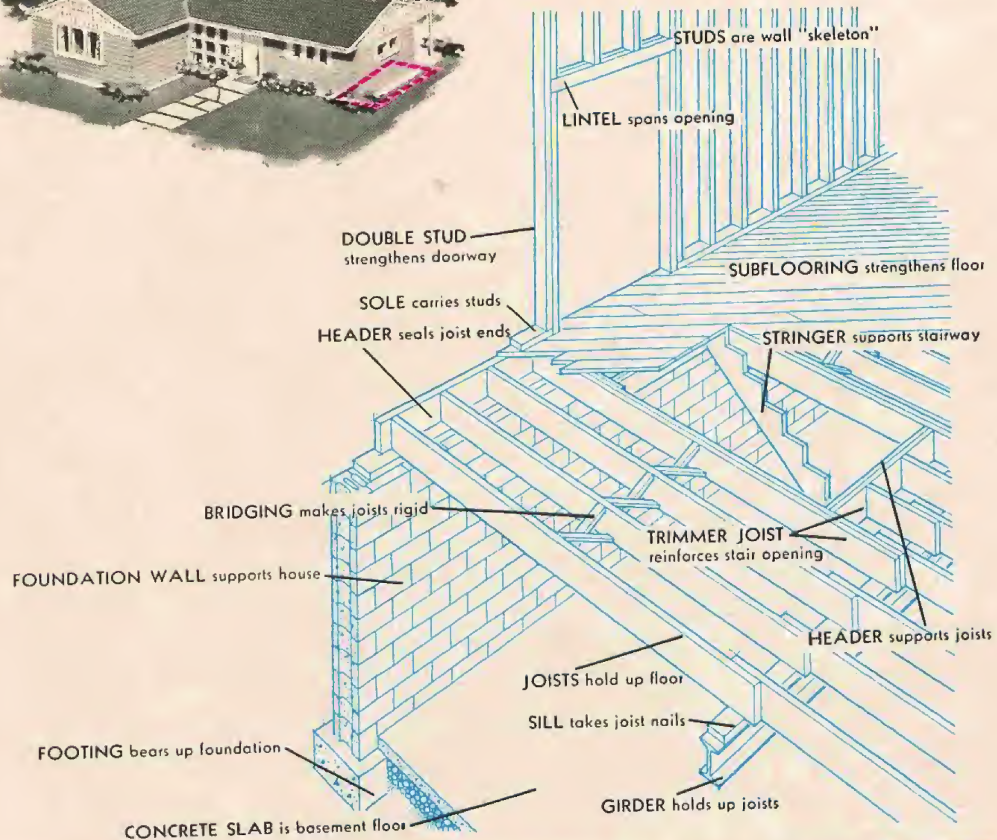 STUDS are wall "skeleton"
LINTEL spans opening
DOUBLE STUD
strengthens doorway
SUBFLOORING strengthens floor
SOLE carries studs
HEADER seals joist ends
STRINGER supports stairway
BRIDGING makes joists rigid
TRIMMER JOIST
reinforces stair opening
FOUNDATION WALL supports house
HEADER supports joists
JOISTS hold up floor
SILL takes joist nails
FOOTING bears up foundation
GIRDER holds up joists
CONCRETE SLAB is basement floor